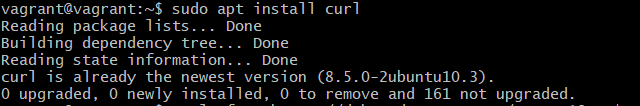 vagrant@vagrant:~$ sudo apt install curl
Reading package lists... Done
Building dependency tree... Done
Reading state information... Done
curl is already the newest version (8.5.0-2ubuntu10.3).
0 upgraded, 0 newly installed, 0 to remove and 161 not upgraded.